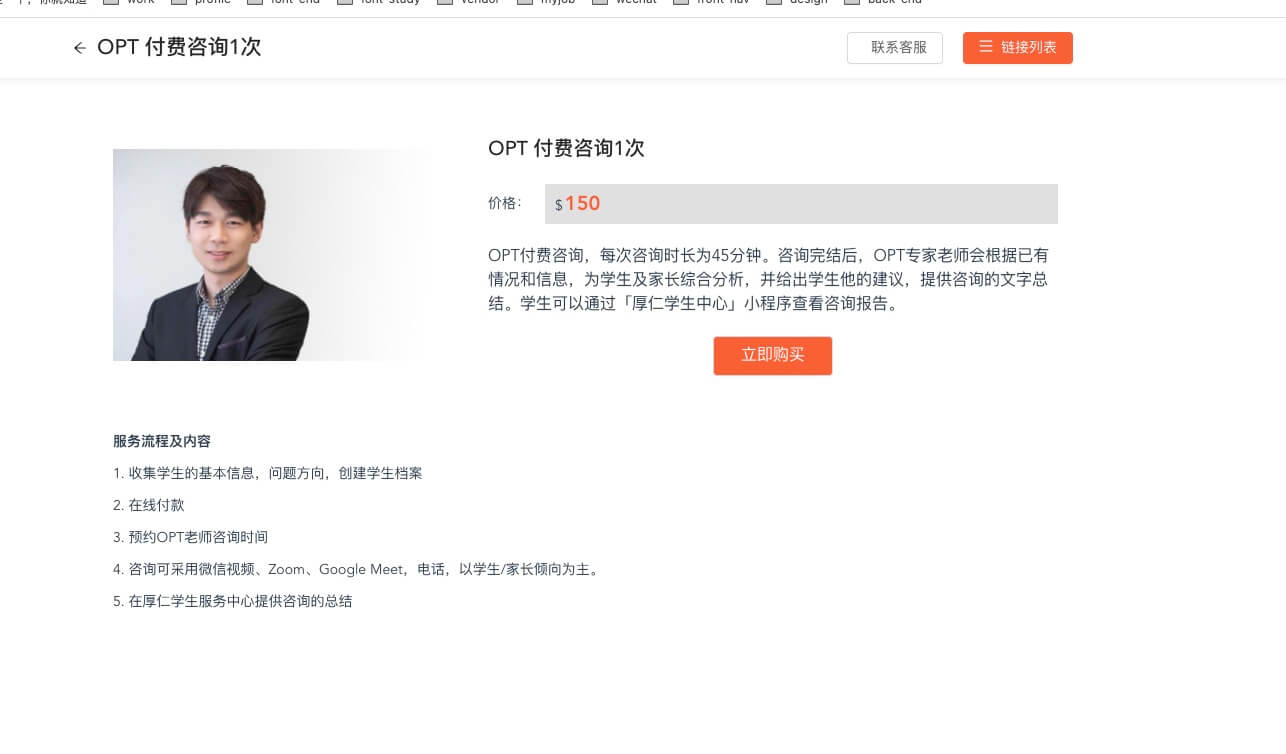 work profile font-end font-study vendor myjob wechat front-nav design back-end
OPT 付费咨询1次
联系客服
链接列表
OPT 付费咨询1次
价格：
$150
OPT付费咨询，每次咨询时长为45分钟。咨询完结后，OPT专家老师会根据已有
情况和信息，为学生及家长综合分析，并给出学生他的建议，提供咨询的文字总
结。学生可以通过「厚仁学生中心」小程序查看咨询报告。
立即购买
服务流程及内容
1. 收集学生的基本信息，问题方向，创建学生档案
2. 在线付款
3. 预约OPT老师咨询时间
4. 咨询可采用微信视频、Zoom、Google Meet，电话，以学生/家长倾向为主。
5. 在厚仁学生服务中心提供咨询的总结